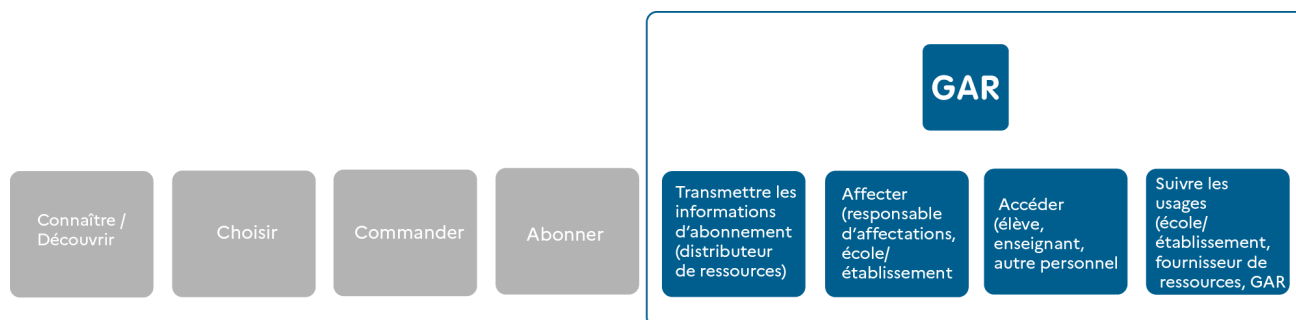 GAR
Connaître /
Découvrir
Choisir
Commander
Abonner
Transmettre les
informations
d'abonnement
(distributeur
de ressources)
Affecter
(responsable
d'affectations,
école/
établissement
Accéder
(élève,
enseignant,
autre personnel
Suivre les
usages
(école/
établissement,
fournisseur de
ressources, GAR